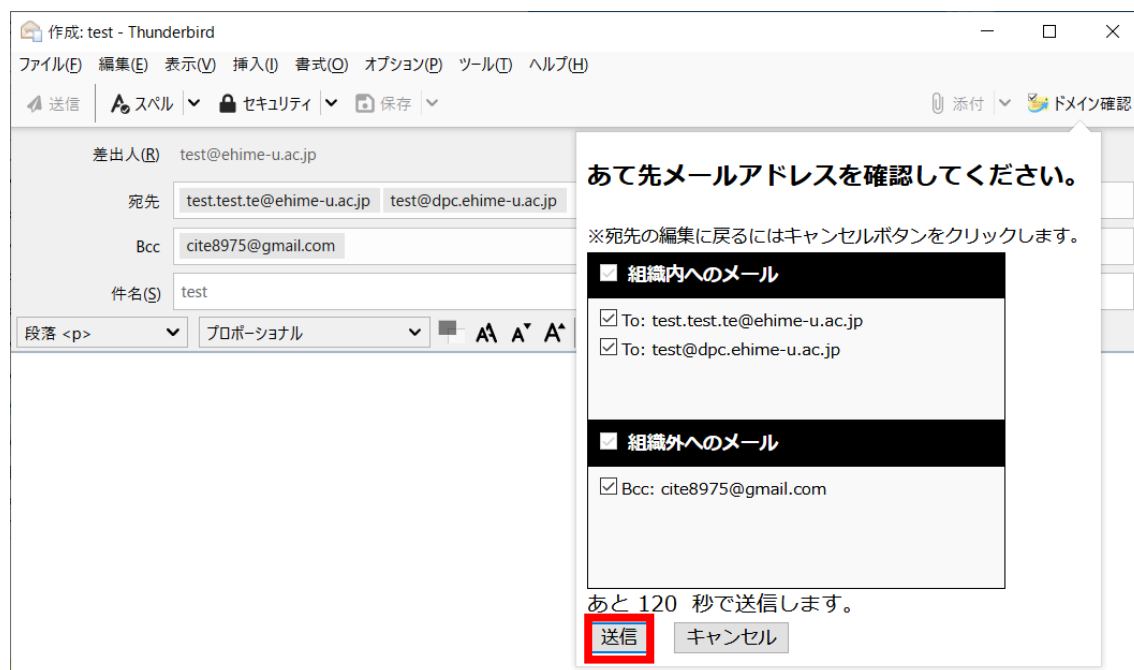 作成: test - Thunderbird
ファイル(F) 編集(E) 表示(V) 挿入(I) 書式(O) オプション(P) ツール(T) ヘルプ(H)
送信 スペル セキュリティ 保存 添付 ドメイン確認
差出人(R) test@ehime-u.ac.jp
宛先 test.test.te@ehime-u.ac.jp test@dpc.ehime-u.ac.jp
Bcc cite8975@gmail.com
件名(S) test
段落 <p> プロポーショナル
あて先メールアドレスを確認してください。
※宛先の編集に戻るにはキャンセルボタンをクリックします。
組織内へのメール
To: test.test.te@ehime-u.ac.jp
To: test@dpc.ehime-u.ac.jp
組織外へのメール
Bcc: cite8975@gmail.com
あと 120 秒で送信します。
送信 キャンセル